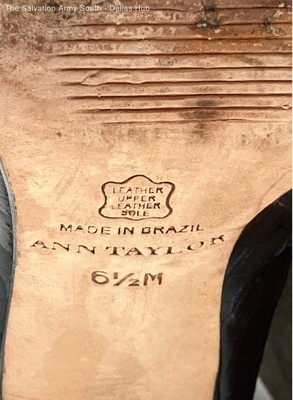 The Salvation Army South - Dallas Hub
LEATHER
UPPER
LEATHER
SOLE
MADE IN BRAZIL
ANN TAYLOR
6½M